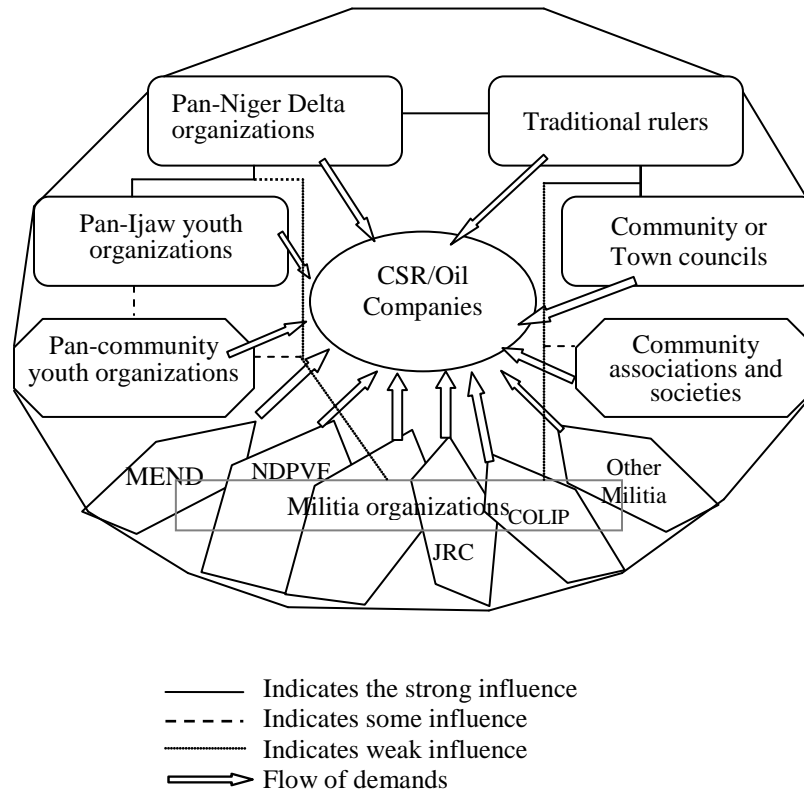 Pan-Niger Delta
organizations
Traditional rulers
Pan-Ijaw youth
organizations
Community or
Town councils
CSR/Oil
Companies
Pan-community
youth organizations
Community
associations and
societies
MEND
NDPVF
Other
Militia
Militia organizations
COLIP
JRC
Indicates the strong influence
Indicates some influence
Indicates weak influence
Flow of demands